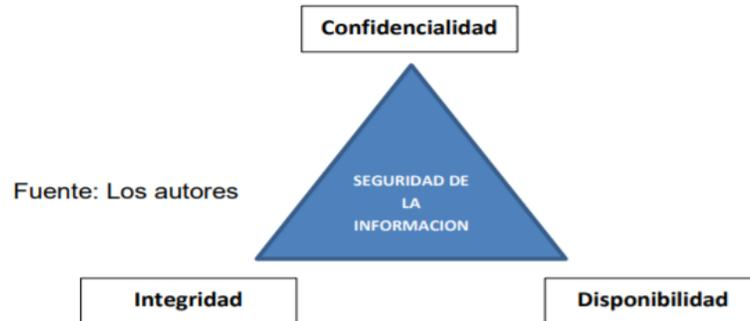 Confidencialidad
Fuente: Los autores
SEGURIDAD DE
LA
INFORMACION
Integridad
Disponibilidad